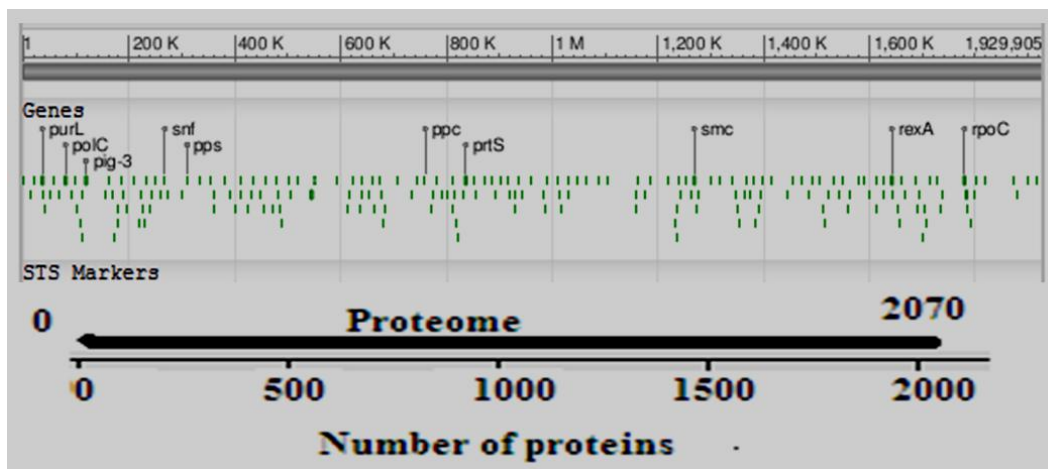 1 200 K 400 K 600 K 800 K 1 M 1,200 K 1,400 K 1,600 K 1,929,905
Genes
purL snf ppc smc rexA rpoC
polC pps prtS
pig-3
STS Markers
0 Proteome 2070
0 500 1000 1500 2000
Number of proteins